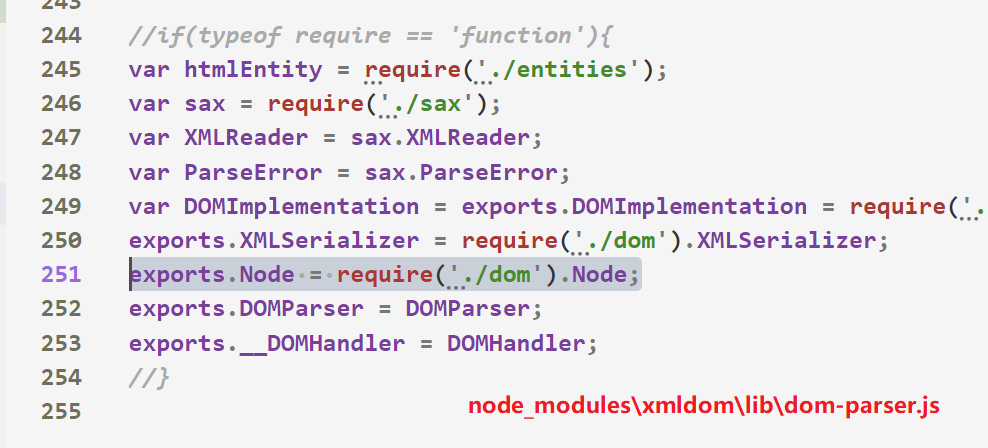 243
244 //if(typeof require == 'function'){
245 var htmlEntity = require('./entities');
246 var sax = require('./sax');
247 var XMLReader = sax.XMLReader;
248 var ParseError = sax.ParseError;
249 var DOMImplementation = exports.DOMImplementation = require('.
250 exports.XMLSerializer = require('./dom').XMLSerializer;
251 exports.Node = require('./dom').Node;
252 exports.DOMParser = DOMParser;
253 exports.__DOMHandler = DOMHandler;
254 //}
255
node_modules\xmldom\lib\dom-parser.js